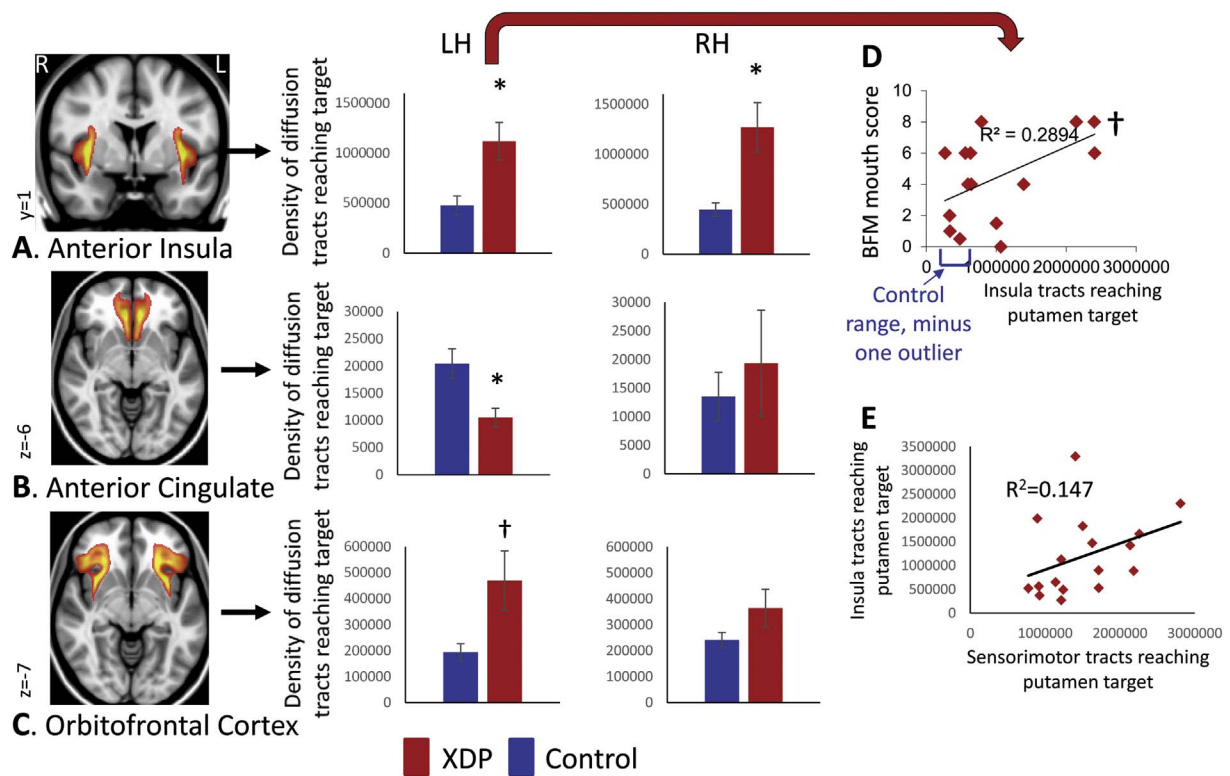 LH
RH
R
L
y=1
A. Anterior Insula
Density of diffusion
tracts reaching target
1500000
1000000
500000
0
*
1500000
1000000
500000
0
*
z=-6
B. Anterior Cingulate
Density of diffusion
tracts reaching target
30000
25000
20000
15000
10000
5000
0
*
30000
25000
20000
15000
10000
5000
0
z=-7
C. Orbitofrontal Cortex
Density of diffusion
tracts reaching target
600000
500000
400000
300000
200000
100000
0
†
600000
500000
400000
300000
200000
100000
0
XDP
Control
D
BFM mouth score
10
8
6
4
2
0
R² = 0.2894
†
0 1000000 2000000 3000000
Insula tracts reaching
putamen target
Control
range, minus
one outlier
E
Insula tracts reaching
putamen target
3500000
3000000
2500000
2000000
1500000
1000000
500000
0
R²=0.147
0 1000000 2000000 3000000
Sensorimotor tracts reaching
putamen target